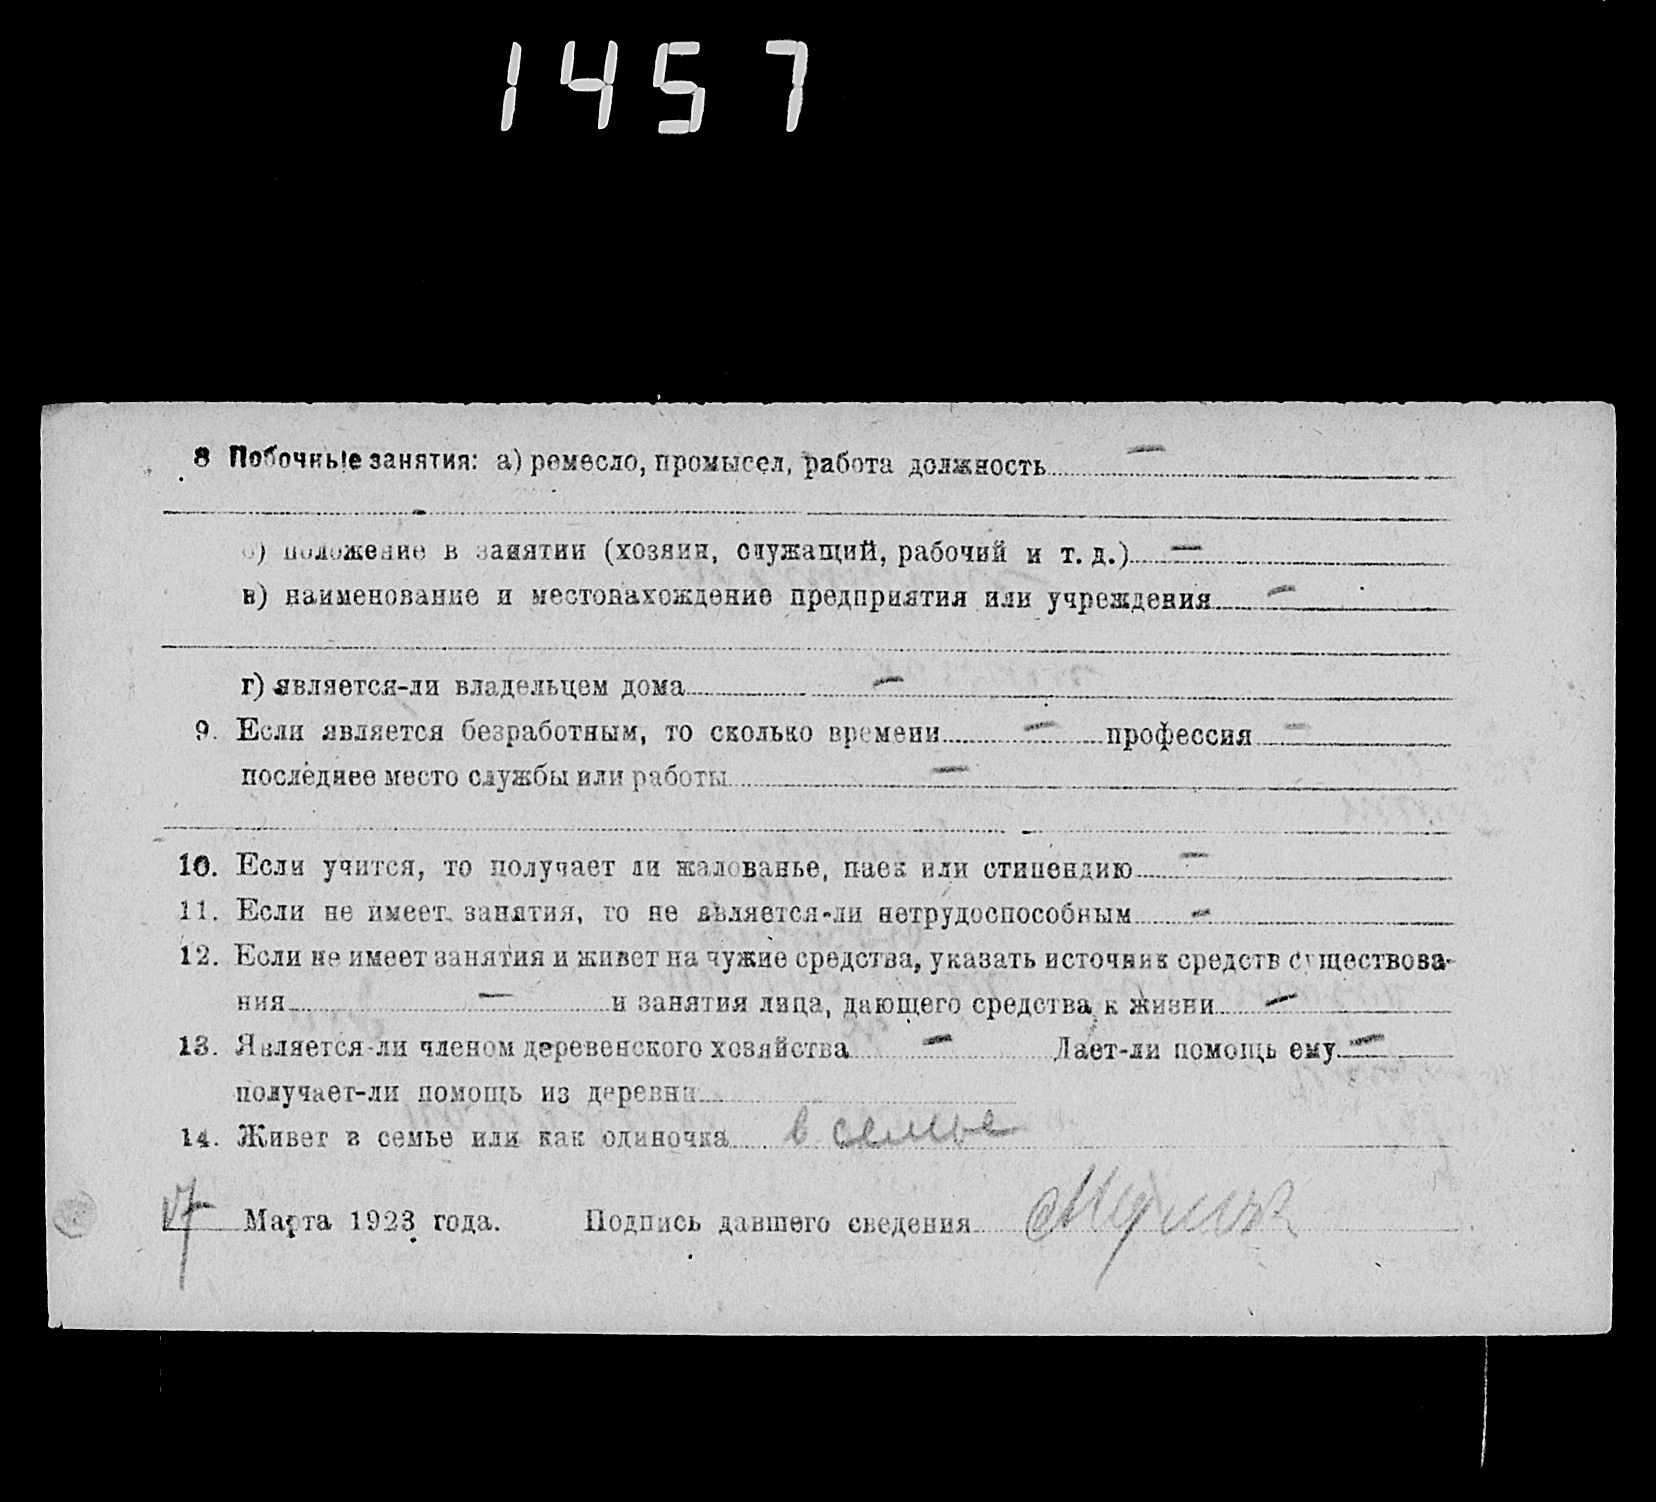 1457
8 Побочные занятия: а) ремесло, промысел, работа должность —
б) положение в занятии (хозяин, служащий, рабочий и т. д.) —
в) наименование и местонахождение предприятия или учреждения —
г) является-ли владельцем дома —
9. Если является безработным, то сколько времени — профессия —
последнее место службы или работы —
10. Если учится, то получает ли жалованье, паек или стипендию —
11. Если не имеет занятия, то не является-ли нетрудоспособным —
12. Если не имеет занятия и живет на чужие средства, указать источник средств существова-
ния — и занятия лица, дающего средства к жизни —
13. Является-ли членом деревенского хозяйства — Дает-ли помощь ему —
получает-ли помощь из деревни
14. Живет в семье или как одиночка в семье
Марта 1923 года. Подпись давшего сведения